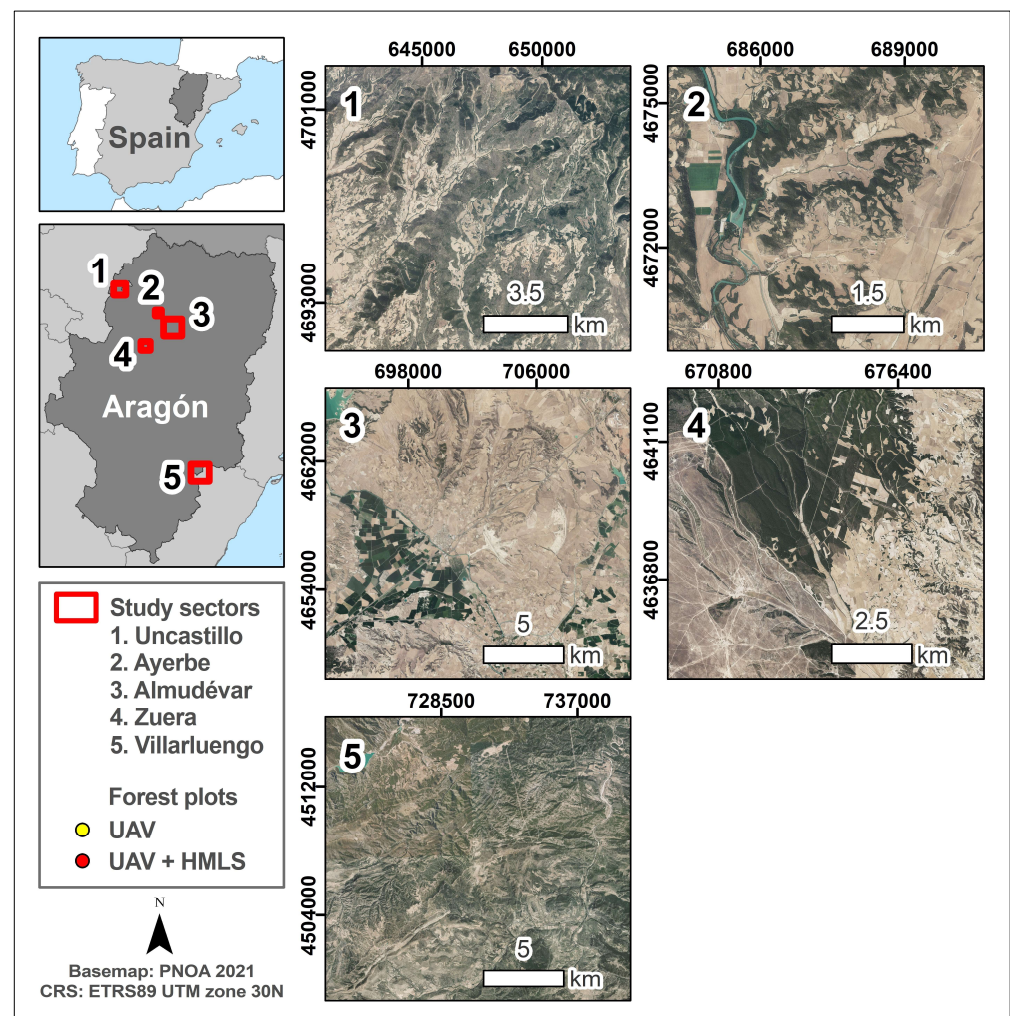 Spain
1
2
3
4
Aragón
5
Study sectors
1. Uncastillo
2. Ayerbe
3. Almudévar
4. Zuera
5. Villarluengo
Forest plots
UAV
UAV + HMLS
N
Basemap: PNOA 2021
CRS: ETRS89 UTM zone 30N
645000 650000
4701000
4693000
1
3.5
km
686000 689000
4675000
4672000
2
1.5
km
698000 706000
4662000
4654000
3
5
km
670800 676400
4641100
4636800
4
2.5
km
728500 737000
4512000
4504000
5
5
km